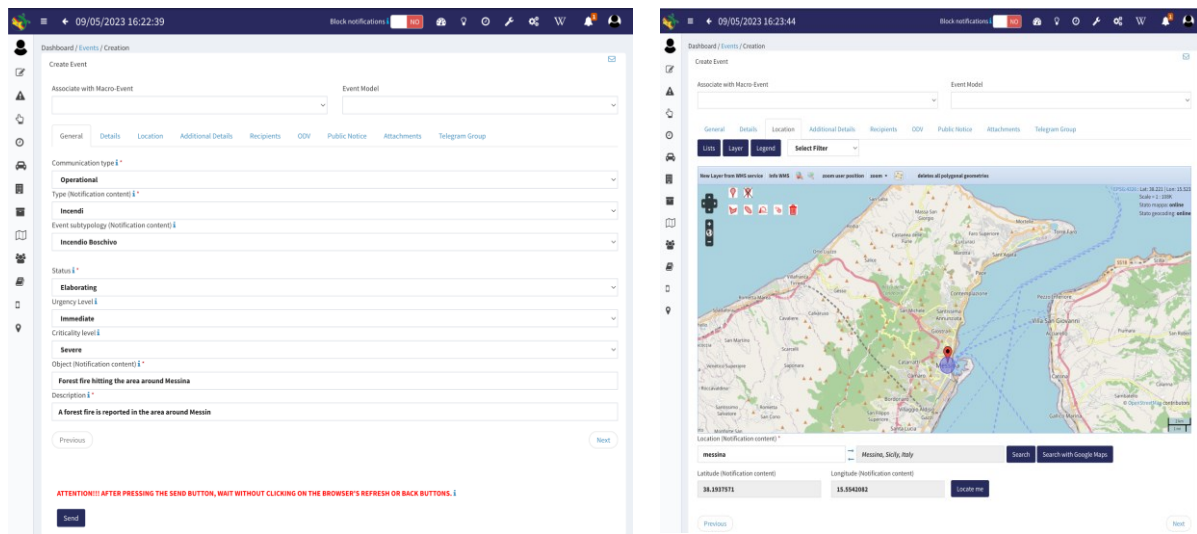 09/05/2023 16:22:39
Block notifications i NO
Dashboard / Events / Creation
Create Event
Associate with Macro-Event Event Model
General Details Location Additional Details Recipients ODV Public Notice Attachments Telegram Group
Communication type i *
Operational
Type (Notification content) i *
Incendi
Event subtypology (Notification content) i
Incendio Boschivo
Status i *
Elaborating
Urgency Level i
Immediate
Criticality level i
Severe
Object (Notification content) i *
Forest fire hitting the area around Messina
Description i *
A forest fire is reported in the area around Messin
Previous Next
ATTENTION!!! AFTER PRESSING THE SEND BUTTON, WAIT WITHOUT CLICKING ON THE BROWSER'S REFRESH OR BACK BUTTONS. i
Send
09/05/2023 16:23:44
Block notifications i NO
Dashboard / Events / Creation
Create Event
Associate with Macro-Event Event Model
General Details Location Additional Details Recipients ODV Public Notice Attachments Telegram Group
Lists Layer Legend Select Filter
New Layer from WMS service info WMS zoom user position zoom deletes all polygonal geometries
Stato mappe: online
Stato geocoding: online
Villa San Giovanni
Messina
© OpenStreetMap contributors
Location (Notification content) *
messina Messina, Sicily, Italy Search Search with Google Maps
Latitude (Notification content) Longitude (Notification content)
38.1937571 15.5542082 Locate me
Previous Next